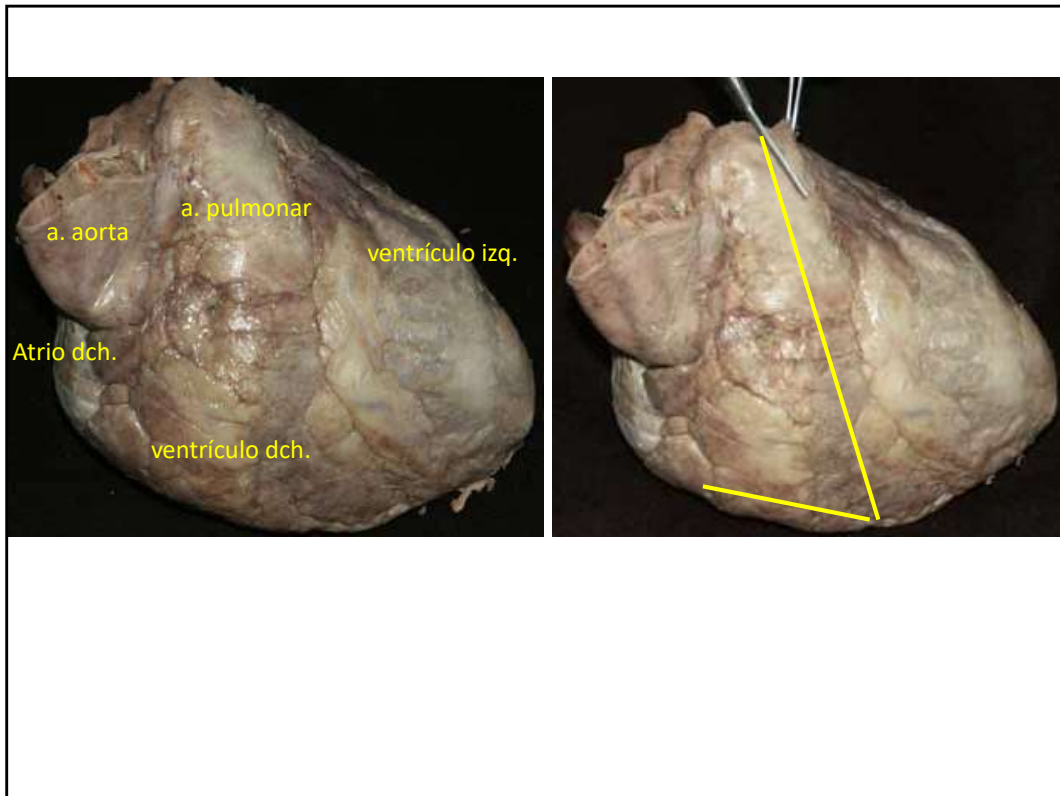 a. pulmonar
a. aorta
ventrículo izq.
Atrio dch.
ventrículo dch.